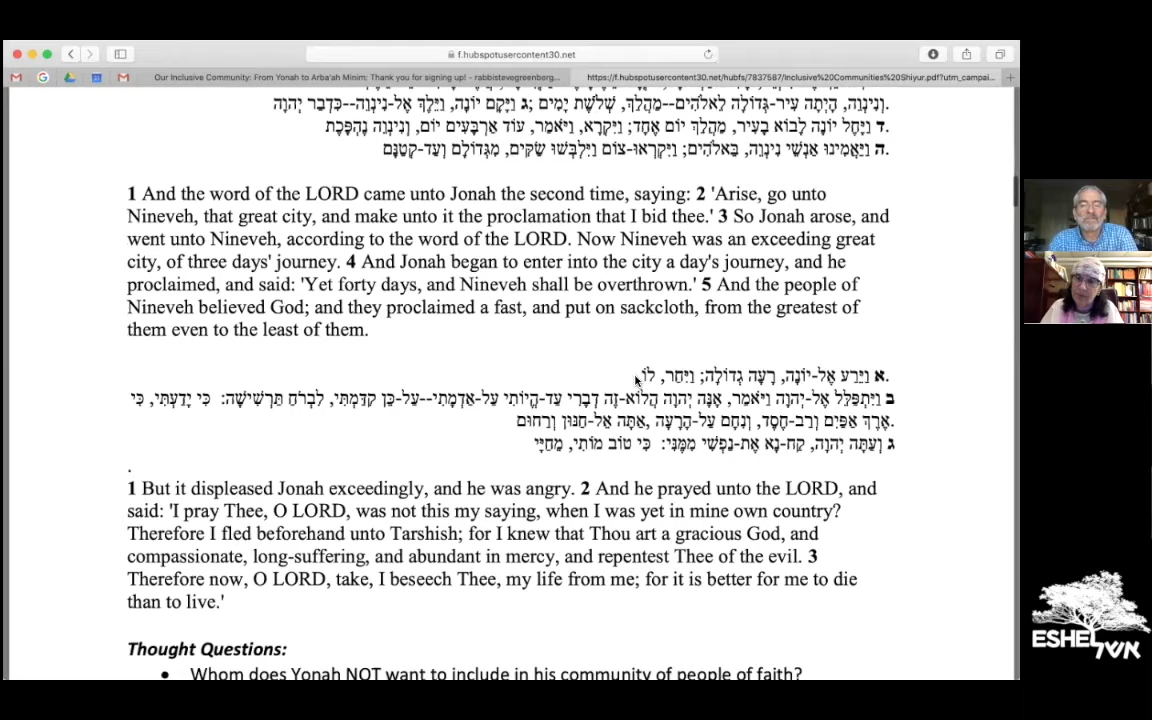 f.hubspotusercontent30.net
Our Inclusive Community: From Yonah to Arba'ah Minim: Thank you for signing up! - rabbistevegreenberg...
https://f.hubspotusercontent30.net/hubfs/7837587/Inclusive%20Communities%20Shiyur.pdf?utm_campai...
וְנִינְוֵה, הָיְתָה עִיר-גְּדוֹלָה לֵאלֹהִים--מַהֲלַךְ, שְׁלֹשֶׁת יָמִים ;ג וַיָּקָם יוֹנָה, וַיֵּלֶךְ אֶל-נִינְוֵה--כִּדְבַר יְהוָה.
ד וַיָּחֶל יוֹנָה לָבוֹא בָעִיר, מַהֲלַךְ יוֹם אֶחָד; וַיִּקְרָא, וַיֹּאמַר, עוֹד אַרְבָּעִים יוֹם, וְנִינְוֵה נֶהְפָּכֶת.
ה וַיַּאֲמִינוּ אַנְשֵׁי נִינְוֵה, בֵּאלֹהִים; וַיִּקְרְאוּ-צוֹם וַיִּלְבְּשׁוּ שַׂקִּים, מִגְּדוֹלָם וְעַד-קְטַנָּם.
1 And the word of the LORD came unto Jonah the second time, saying: 2 'Arise, go unto
Nineveh, that great city, and make unto it the proclamation that I bid thee.' 3 So Jonah arose, and
went unto Nineveh, according to the word of the LORD. Now Nineveh was an exceeding great
city, of three days' journey. 4 And Jonah began to enter into the city a day's journey, and he
proclaimed, and said: 'Yet forty days, and Nineveh shall be overthrown.' 5 And the people of
Nineveh believed God; and they proclaimed a fast, and put on sackcloth, from the greatest of
them even to the least of them.
א וַיֵּרַע אֶל-יוֹנָה, רָעָה גְדוֹלָה; וַיִּחַר, לוֹ.
ב וַיִּתְפַּלֵּל אֶל-יְהוָה וַיֹּאמַר, אָנָּה יְהוָה הֲלוֹא-זֶה דְבָרִי עַד-הֱיוֹתִי עַל-אַדְמָתִי--עַל-כֵּן קִדַּמְתִּי, לִבְרֹחַ תַּרְשִׁישָׁה: כִּי יָדַעְתִּי, כִּי
אֶרֶךְ אַפַּיִם וְרַב-חֶסֶד, וְנִחָם עַל-הָרָעָה ,אַתָּה אֵל-חַנּוּן וְרַחוּם.
ג וְעַתָּה יְהוָה, קַח-נָא אֶת-נַפְשִׁי מִמֶּנִּי: כִּי טוֹב מוֹתִי, מֵחַיָּי
.
1 But it displeased Jonah exceedingly, and he was angry. 2 And he prayed unto the LORD, and
said: 'I pray Thee, O LORD, was not this my saying, when I was yet in mine own country?
Therefore I fled beforehand unto Tarshish; for I knew that Thou art a gracious God, and
compassionate, long-suffering, and abundant in mercy, and repentest Thee of the evil. 3
Therefore now, O LORD, take, I beseech Thee, my life from me; for it is better for me to die
than to live.'
Thought Questions:
• Whom does Yonah NOT want to include in his community of people of faith?
ESHEL אשל